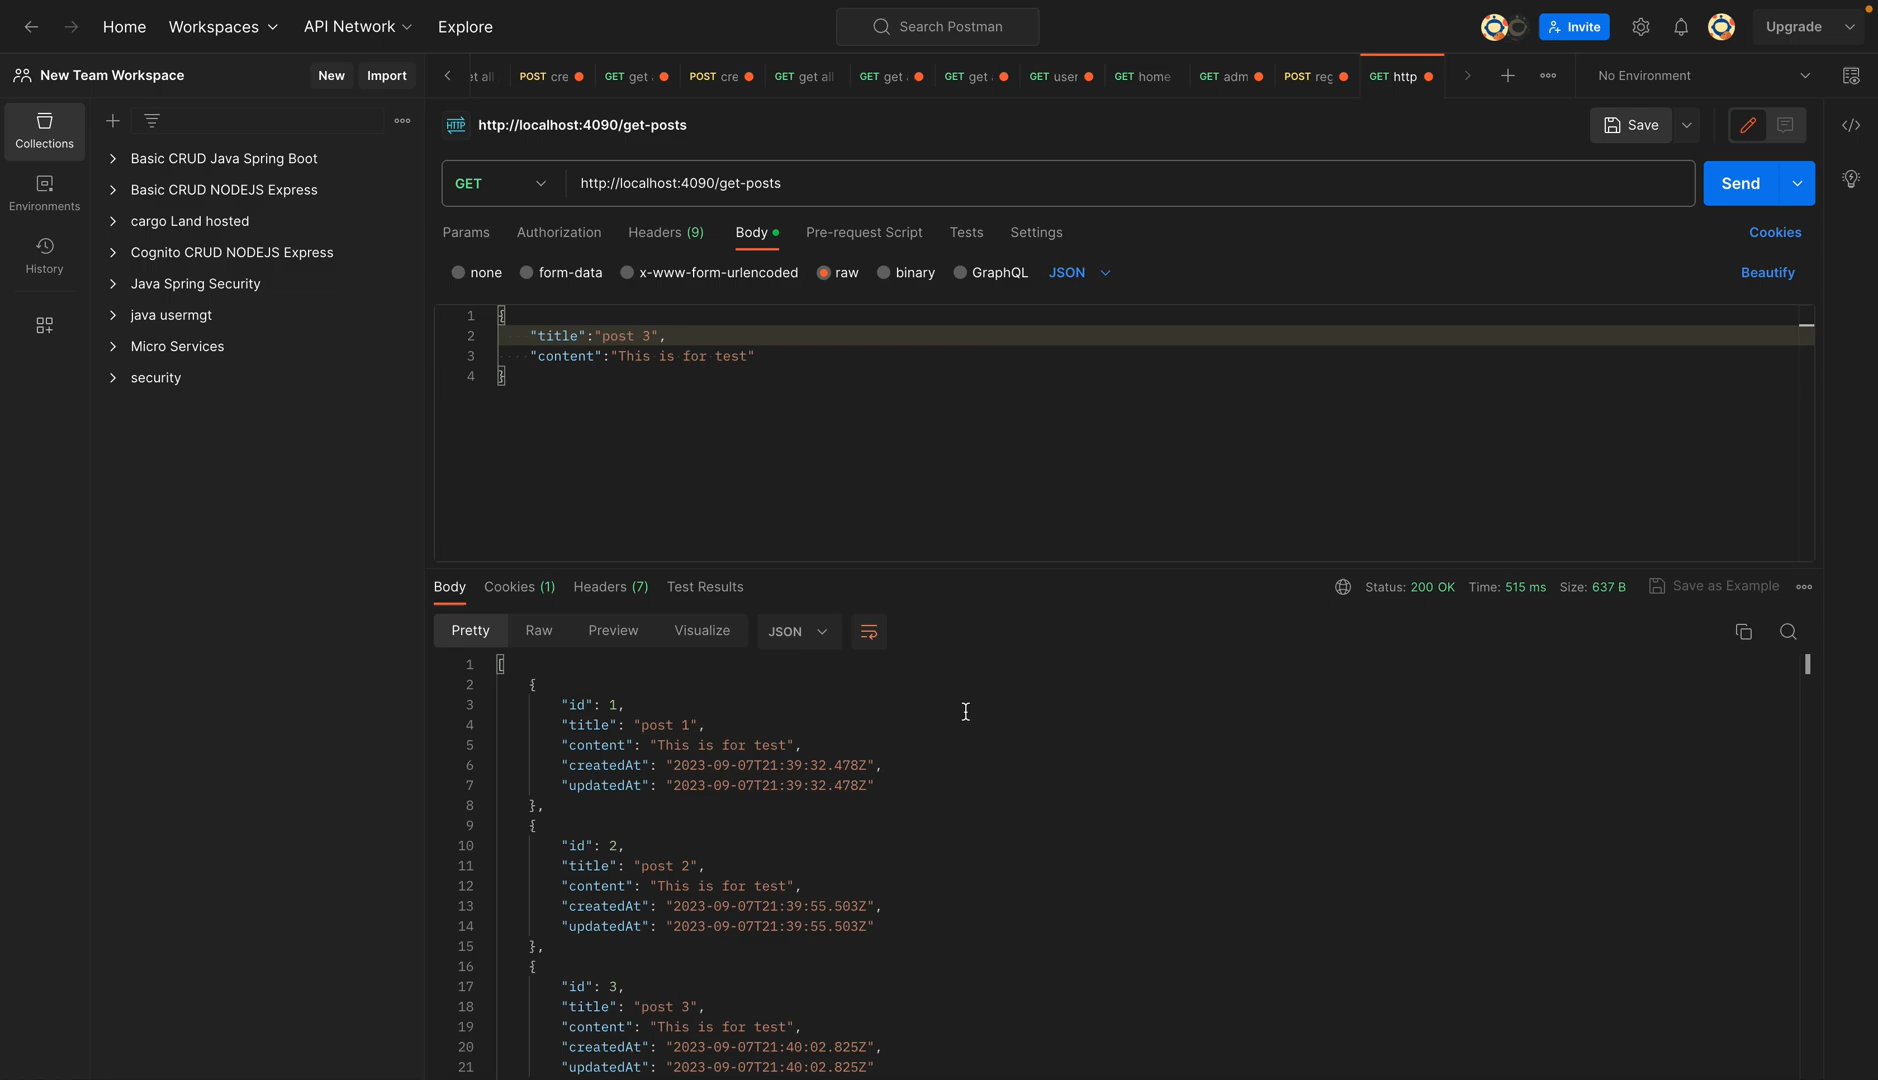 Home Workspaces API Network Explore Search Postman Invite Upgrade
New Team Workspace New Import
et all POST cre GET get POST cre GET get all GET get GET get GET user GET home GET adm POST reg GET http No Environment
Collections
Environments
History
Basic CRUD Java Spring Boot
Basic CRUD NODEJS Express
cargo Land hosted
Cognito CRUD NODEJS Express
Java Spring Security
java usermgt
Micro Services
security
HTTP http://localhost:4090/get-posts Save
GET http://localhost:4090/get-posts Send
Params Authorization Headers (9) Body Pre-request Script Tests Settings Cookies
none form-data x-www-form-urlencoded raw binary GraphQL JSON Beautify
1 {
2 "title":"post 3",
3 "content":"This is for test"
4 }
Body Cookies (1) Headers (7) Test Results Status: 200 OK Time: 515 ms Size: 637 B Save as Example
Pretty Raw Preview Visualize JSON
1 [
2 {
3 "id": 1,
4 "title": "post 1",
5 "content": "This is for test",
6 "createdAt": "2023-09-07T21:39:32.478Z",
7 "updatedAt": "2023-09-07T21:39:32.478Z"
8 },
9 {
10 "id": 2,
11 "title": "post 2",
12 "content": "This is for test",
13 "createdAt": "2023-09-07T21:39:55.503Z",
14 "updatedAt": "2023-09-07T21:39:55.503Z"
15 },
16 {
17 "id": 3,
18 "title": "post 3",
19 "content": "This is for test",
20 "createdAt": "2023-09-07T21:40:02.825Z",
21 "updatedAt": "2023-09-07T21:40:02.825Z"